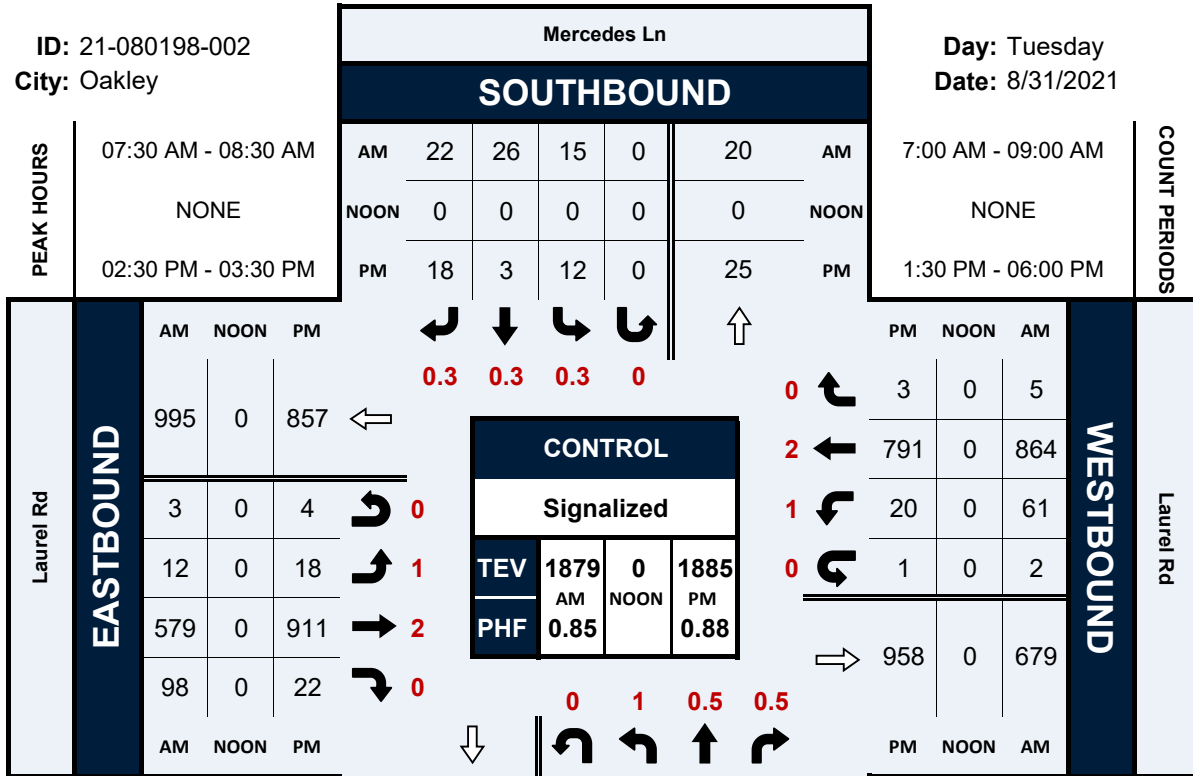 Mercedes Ln
ID: 21-080198-002
City: Oakley
Day: Tuesday
Date: 8/31/2021
SOUTHBOUND
PEAK HOURS
07:30 AM - 08:30 AM
NONE
02:30 PM - 03:30 PM
AM 22 26 15 0 20 AM
NOON 0 0 0 0 0 NOON
PM 18 3 12 0 25 PM
7:00 AM - 09:00 AM
NONE
1:30 PM - 06:00 PM
COUNT PERIODS
0.3 0.3 0.3 0
Laurel Rd
EASTBOUND
AM NOON PM
995 0 857
3 0 4 0
12 0 18 1
579 0 911 2
98 0 22 0
AM NOON PM
CONTROL
Signalized
TEV 1879 0 1885
AM NOON PM
PHF 0.85 0.88
PM NOON AM
0 3 0 5
2 791 0 864
1 20 0 61
0 1 0 2
958 0 679
PM NOON AM
WESTBOUND
Laurel Rd
0 1 0.5 0.5